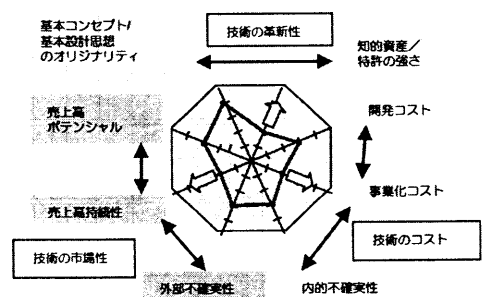 基本コンセプト/
基本設計思想
のオリジナリティ
技術の革新性
知的資産／
特許の強さ
売上高
ポテンシャル
開発コスト
売上高持続性
事業化コスト
技術の市場性
技術のコスト
外部不確実性
内的不確実性